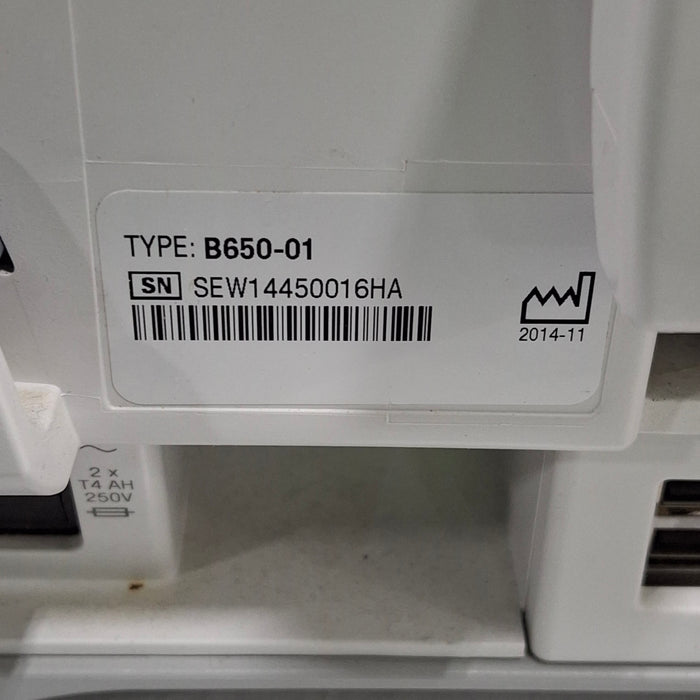 TYPE: B650-01
SN SEW14450016HA
2014-11
2 x
T4 AH
250V